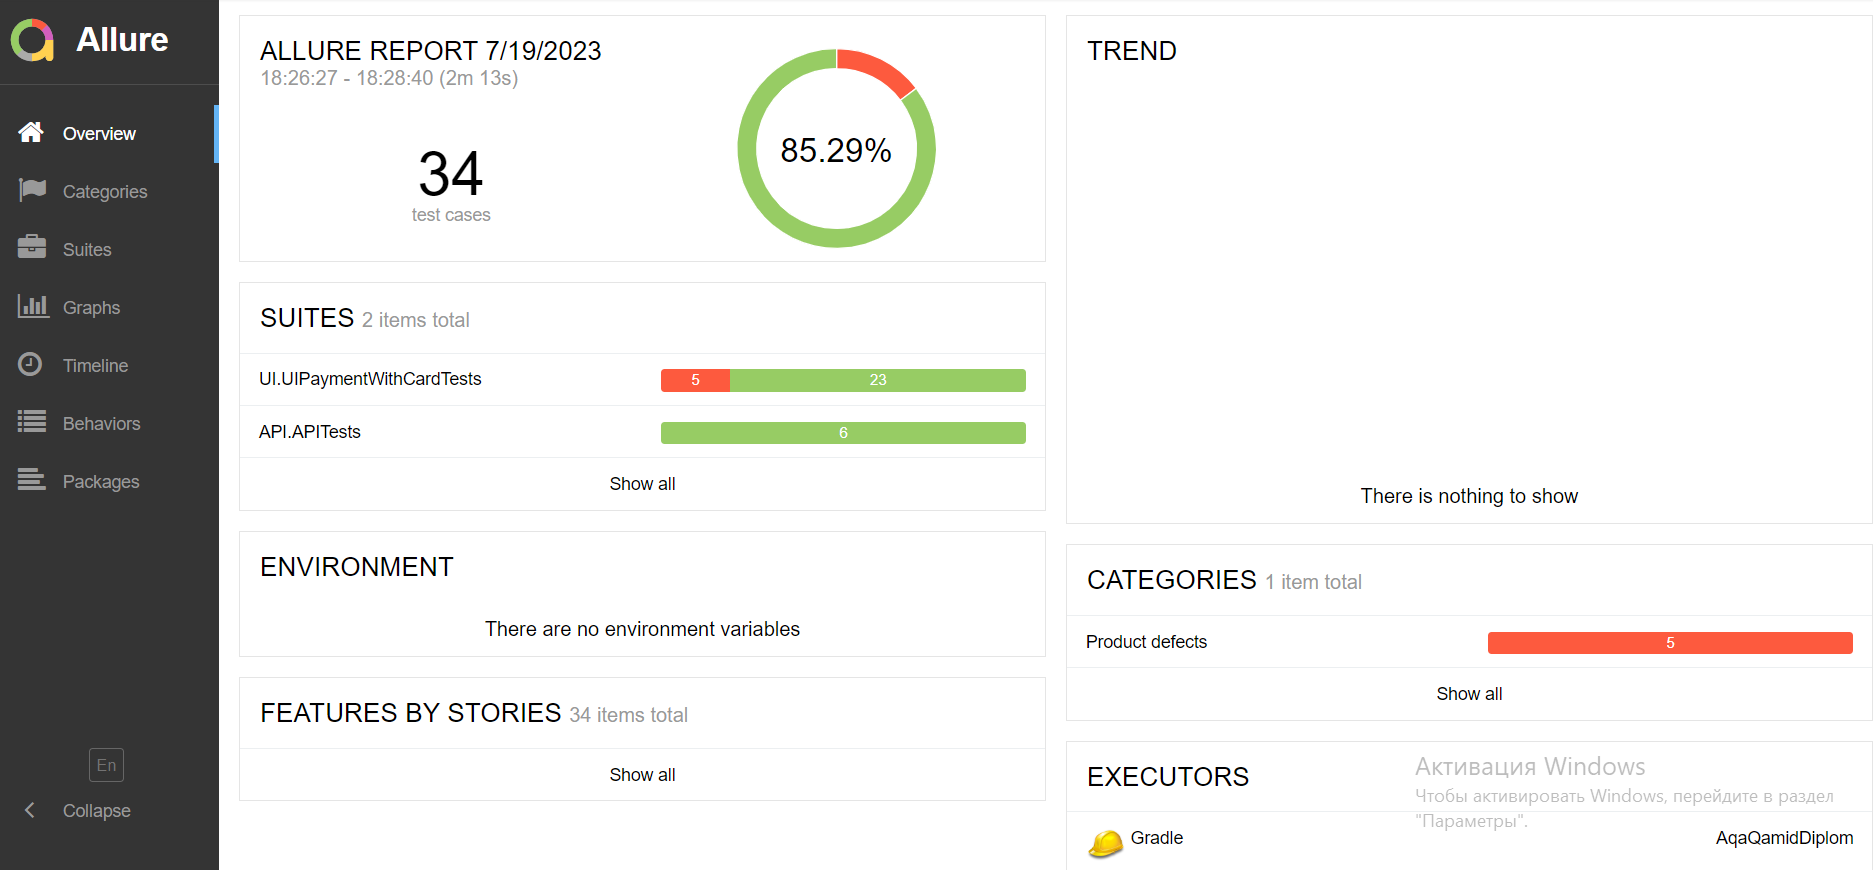 Allure
Overview
Categories
Suites
Graphs
Timeline
Behaviors
Packages
En
Collapse
ALLURE REPORT 7/19/2023
18:26:27 - 18:28:40 (2m 13s)
34
test cases
85.29%
SUITES 2 items total
UI.UIPaymentWithCardTests 5 23
API.APITests 6
Show all
ENVIRONMENT
There are no environment variables
FEATURES BY STORIES 34 items total
Show all
TREND
There is nothing to show
CATEGORIES 1 item total
Product defects 5
Show all
EXECUTORS
Активация Windows
Чтобы активировать Windows, перейдите в раздел
"Параметры".
Gradle AqaQamidDiplom